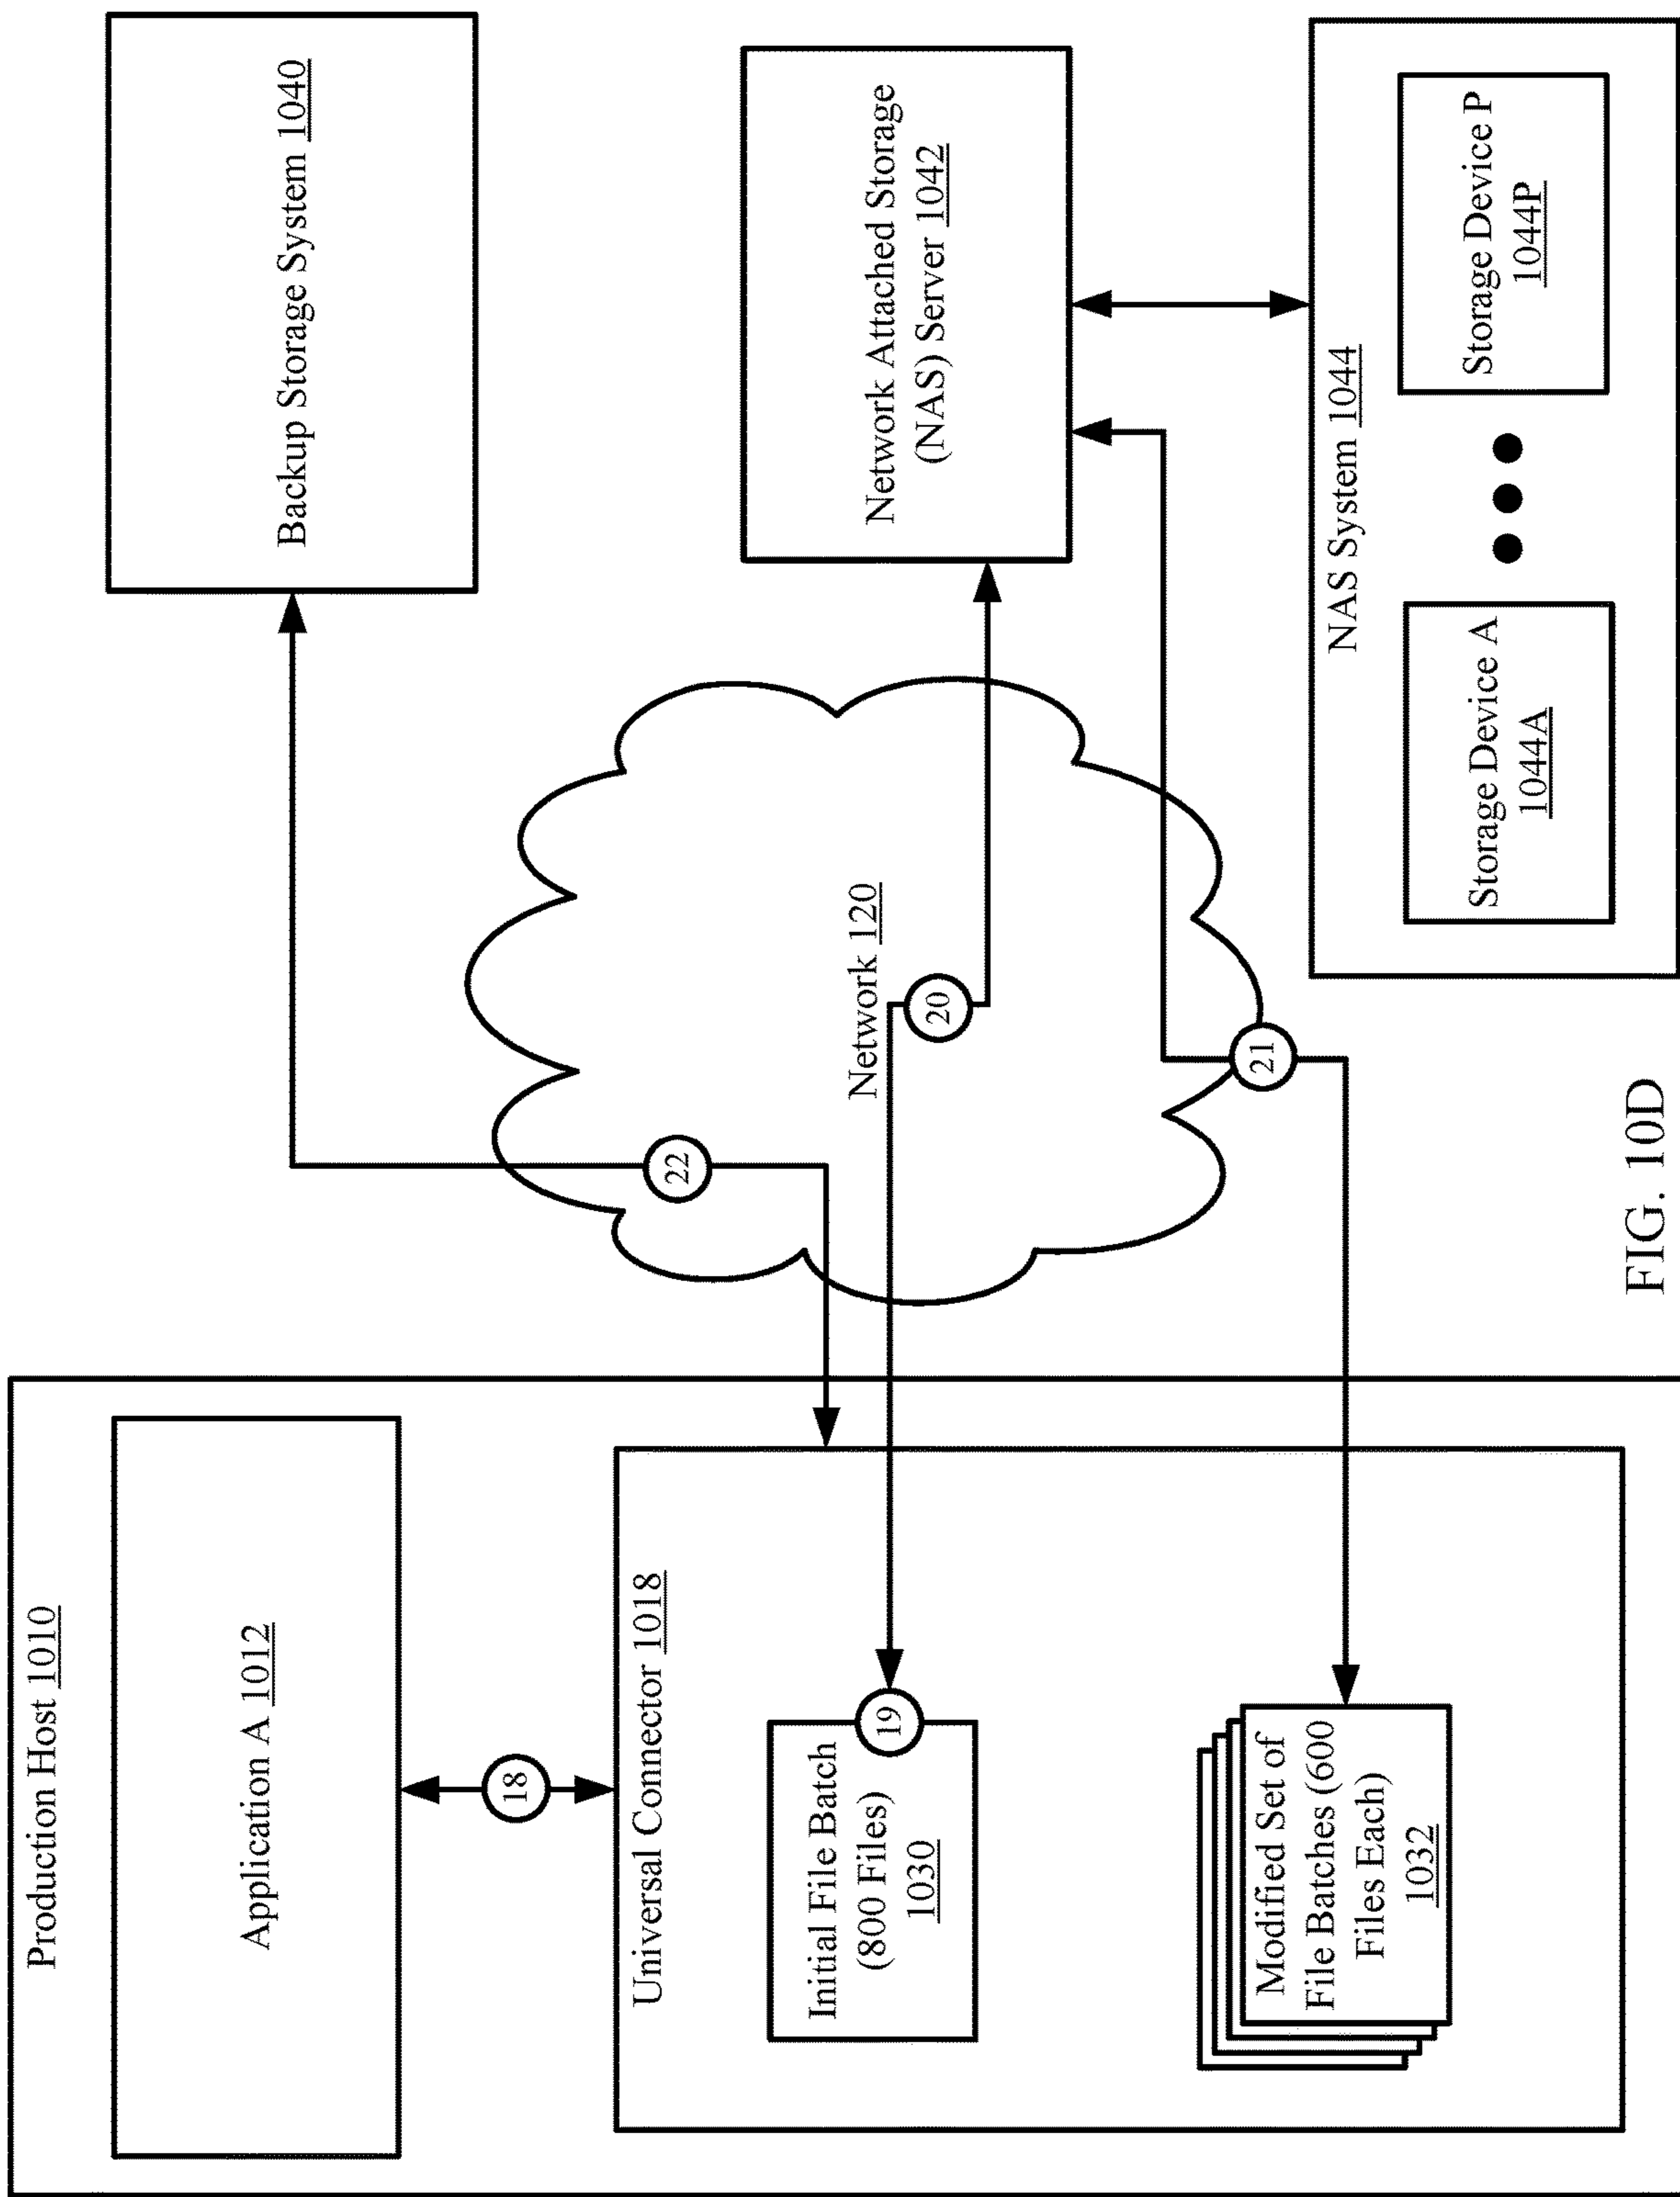 Production Host 1010
Application A 1012
18
Universal Connector 1018
Initial File Batch
(800 Files)
1030
19
Modified Set of
File Batches (600
Files Each)
1032
22
Network 120
20
21
Backup Storage System 1040
Network Attached Storage
(NAS) Server 1042
NAS System 1044
Storage Device A
1044A
Storage Device P
1044P
FIG. 10D